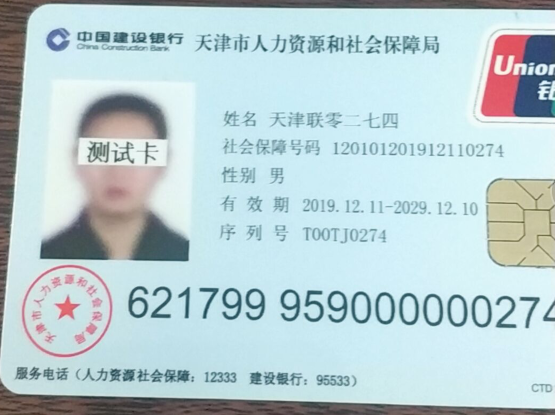 中国建设银行
China Construction Bank
天津市人力资源和社会保障局
Union
银
测试卡
姓名 天津联零二七四
社会保障号码 120101201912110274
性别 男
有效期 2019.12.11-2029.12.10
序列号 T00TJ0274
天津市人力资源和社会保障局
621799 959000000274
服务电话（人力资源社会保障：12333 建设银行：95533）
CTD